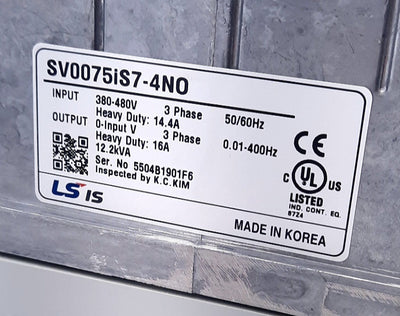 SV0075iS7-4NO
INPUT 380-480V 3 Phase 50/60Hz
Heavy Duty: 14.4A
OUTPUT 0-Input V 3 Phase 0.01-400Hz
Heavy Duty: 16A
12.2kVA
Ser. No 5504B1901F6
Inspected by K.C.KIM
CE
C UL US
LISTED
IND. CONT. EQ.
87Z4
LS IS
MADE IN KOREA